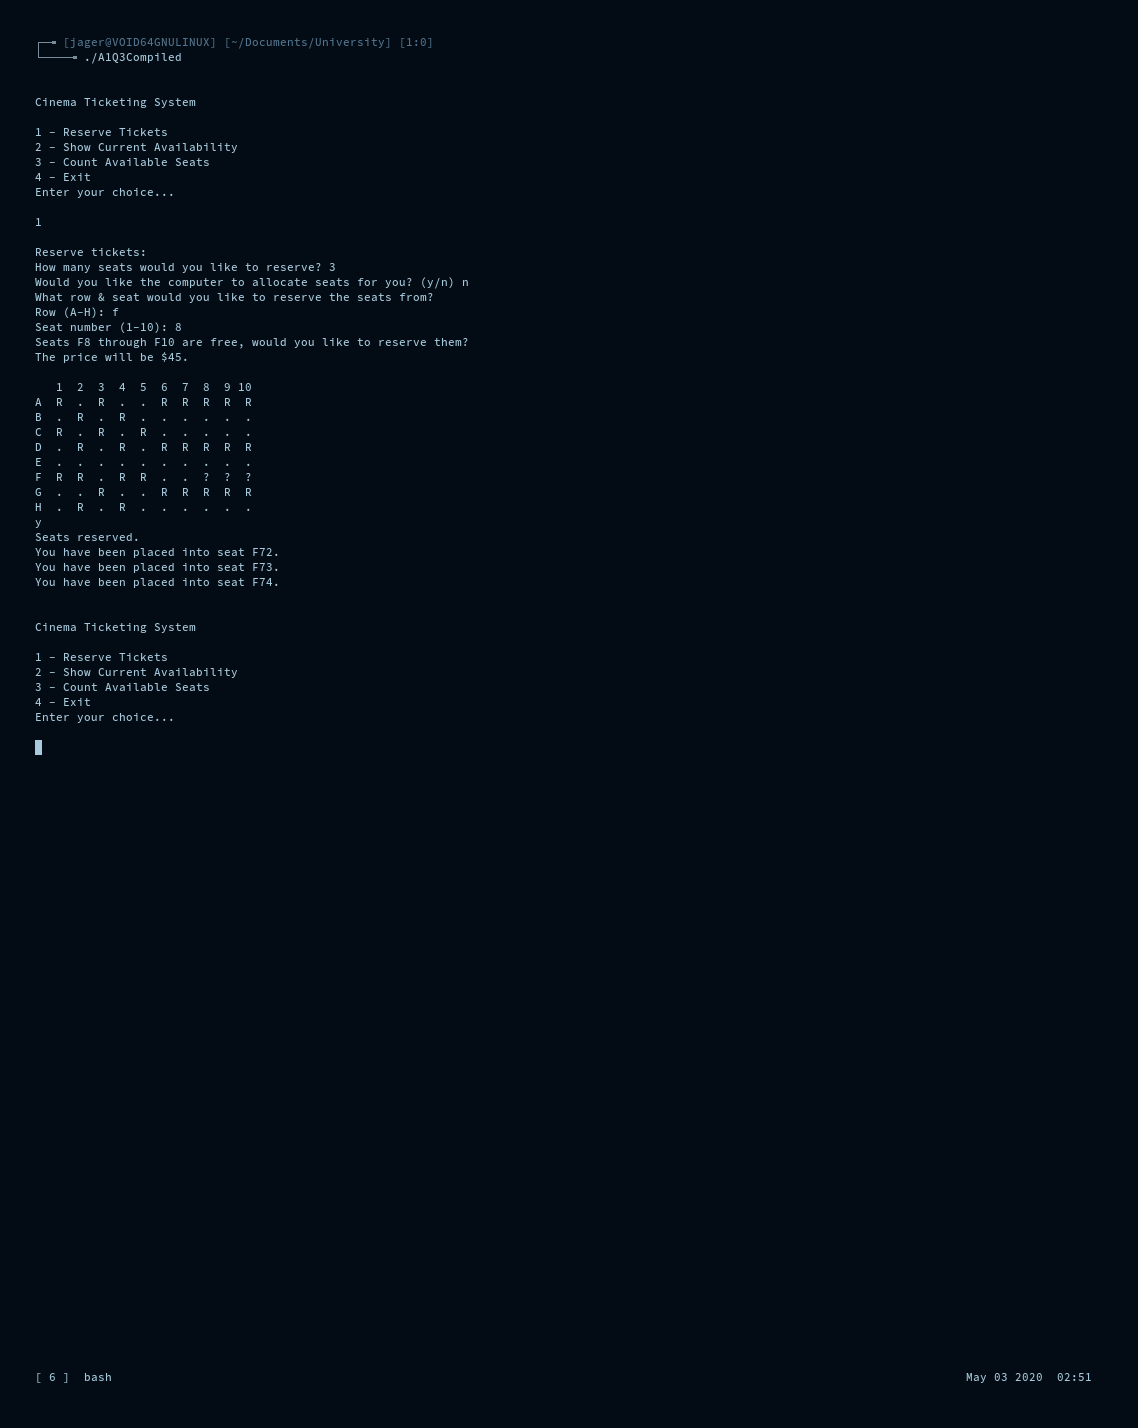 [jager@VOID64GNULINUX] [~/Documents/University] [1:0]
./A1Q3Compiled
Cinema Ticketing System
1 - Reserve Tickets
2 - Show Current Availability
3 - Count Available Seats
4 - Exit
Enter your choice...
1
Reserve tickets:
How many seats would you like to reserve? 3
Would you like the computer to allocate seats for you? (y/n) n
What row & seat would you like to reserve the seats from?
Row (A-H): f
Seat number (1-10): 8
Seats F8 through F10 are free, would you like to reserve them?
The price will be $45.
   1  2  3  4  5  6  7  8  9 10
A  R  .  R  .  .  R  R  R  R  R
B  .  R  .  R  .  .  .  .  .  .
C  R  .  R  .  R  .  .  .  .  .
D  .  R  .  R  .  R  R  R  R  R
E  .  .  .  .  .  .  .  .  .  .
F  R  R  .  R  R  .  .  ?  ?  ?
G  .  .  R  .  .  R  R  R  R  R
H  .  R  .  R  .  .  .  .  .  .
y
Seats reserved.
You have been placed into seat F72.
You have been placed into seat F73.
You have been placed into seat F74.
Cinema Ticketing System
1 - Reserve Tickets
2 - Show Current Availability
3 - Count Available Seats
4 - Exit
Enter your choice...
[ 6 ]  bash
May 03 2020  02:51